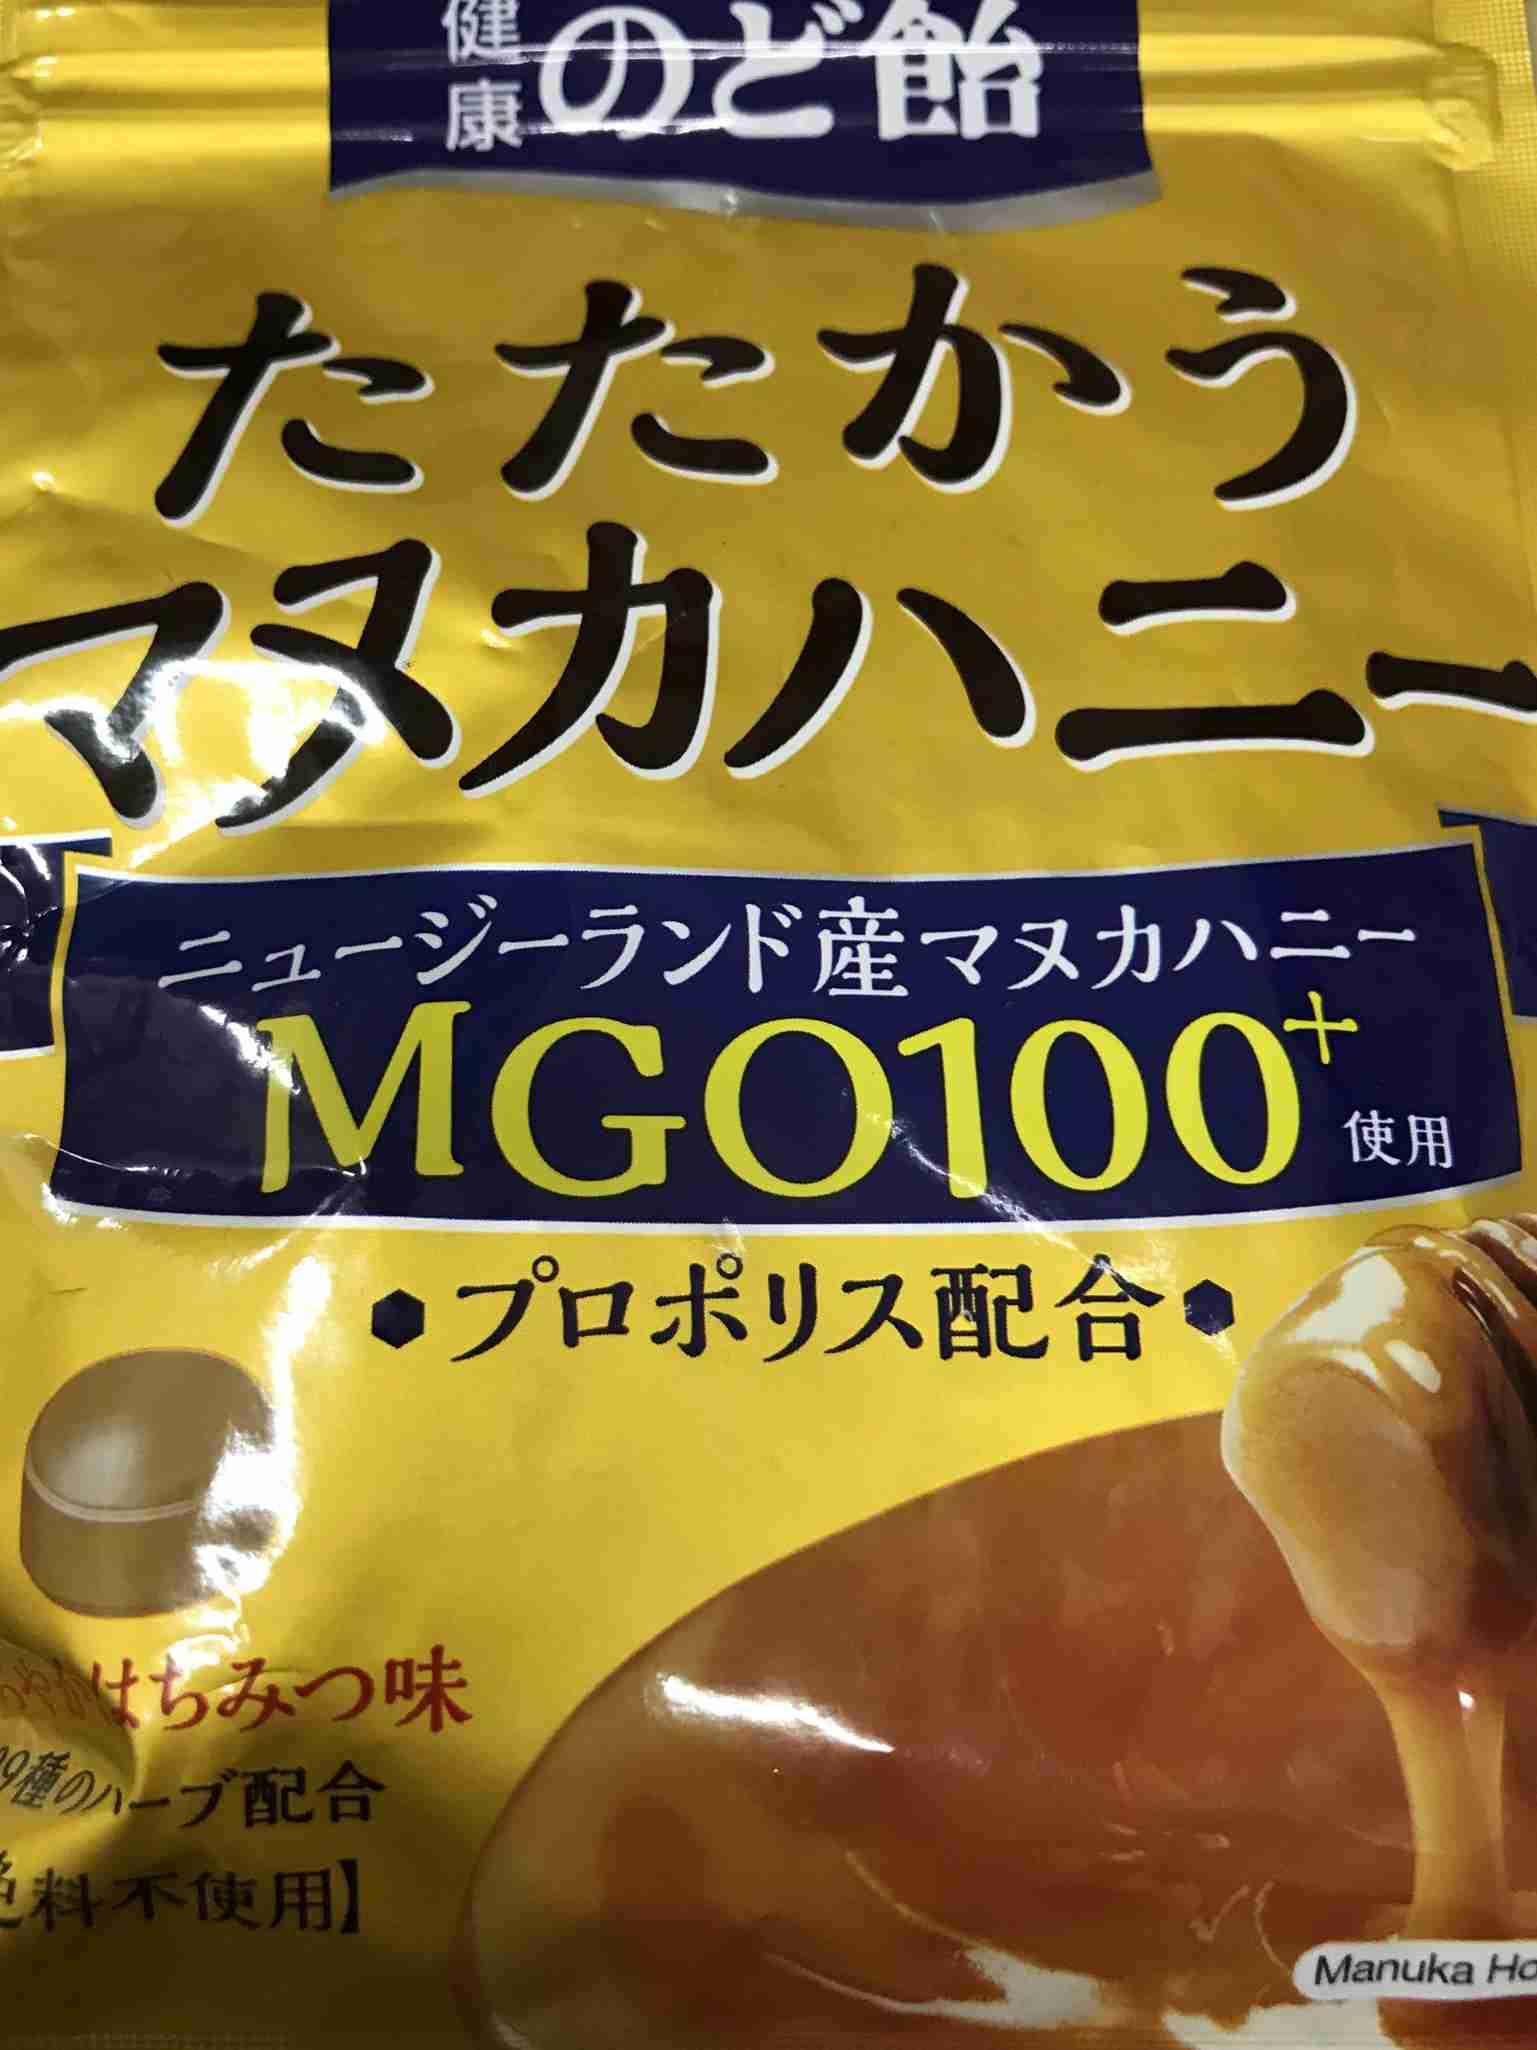 健康のど飴
たたかう
マヌカハニー
ニュージーランド産マヌカハニー
MGO100+
使用
プロポリス配合
はちみつ味
種のハーブ配合
色料不使用】
Manuka